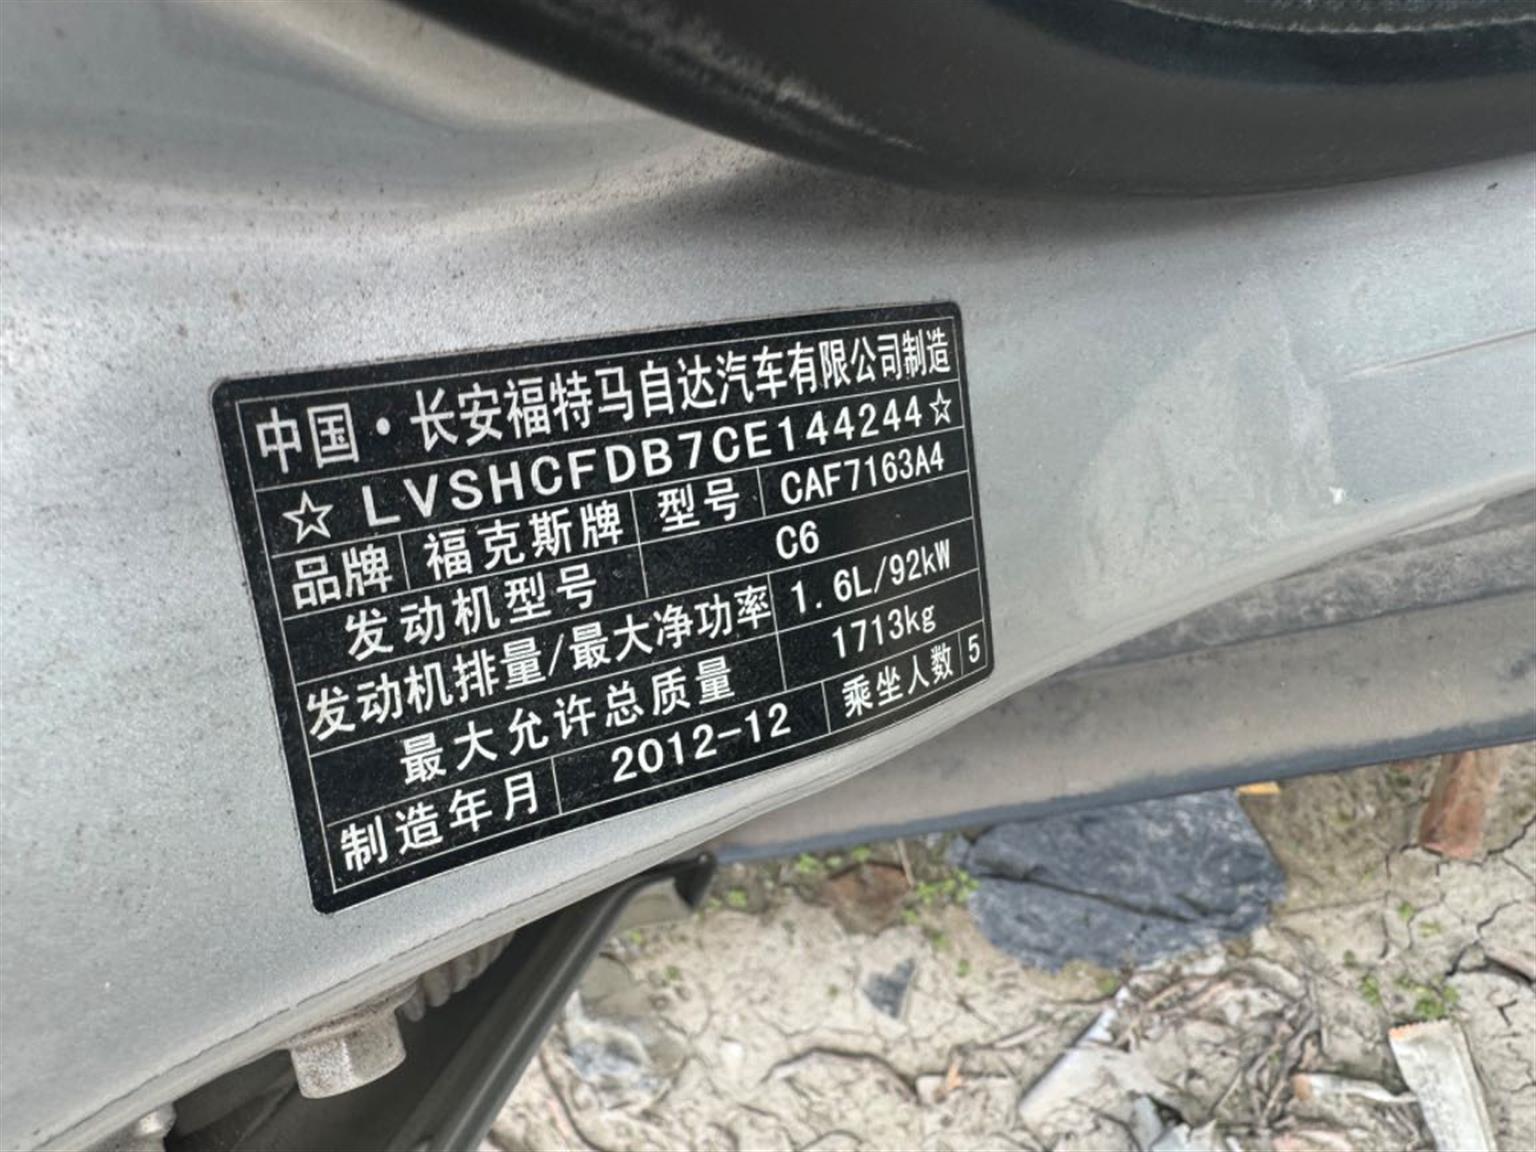 中国·长安福特马自达汽车有限公司制造
☆LVSHCFDB7CE144244☆
品牌 福克斯牌 型号 CAF7163A4
发动机型号 C6
发动机排量/最大净功率 1.6L/92kW
最大允许总质量 1713kg
制造年月 2012-12 乘坐人数 5